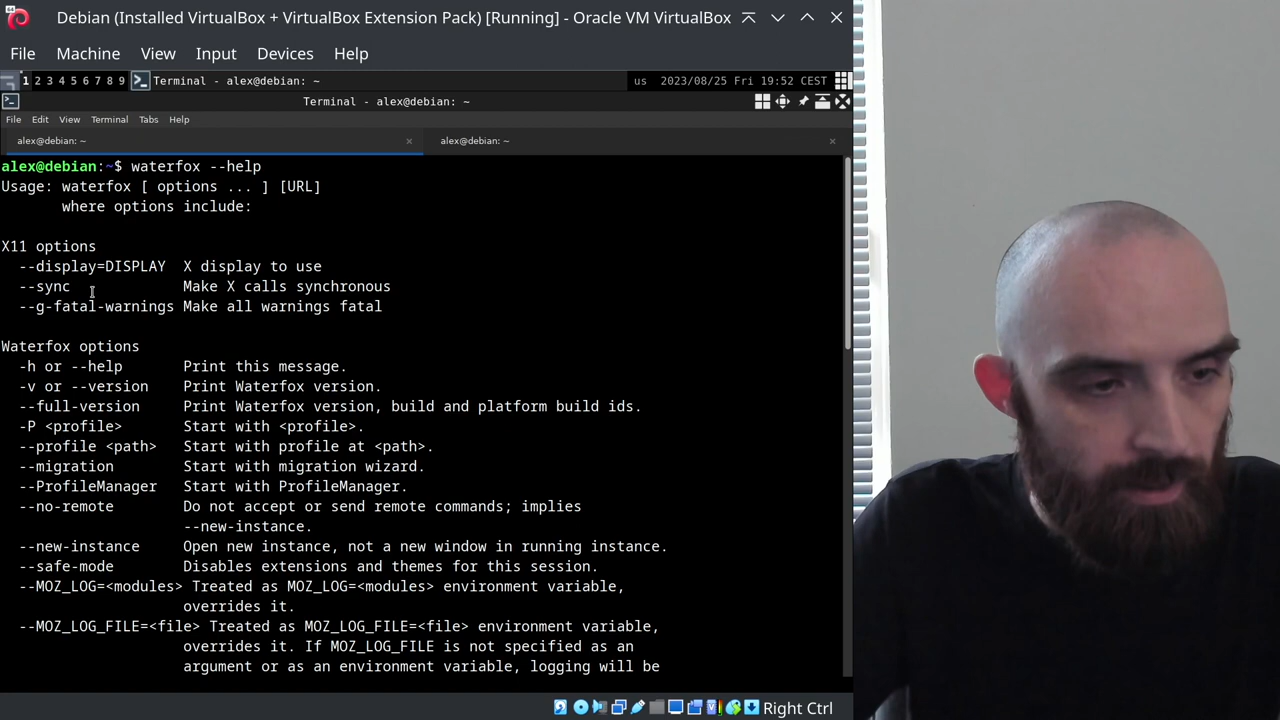 Debian (Installed VirtualBox + VirtualBox Extension Pack) [Running] - Oracle VM VirtualBox
File Machine View Input Devices Help
1 2 3 4 5 6 7 8 9 Terminal - alex@debian: ~ us 2023/08/25 Fri 19:52 CEST
Terminal - alex@debian: ~
File Edit View Terminal Tabs Help
alex@debian: ~ alex@debian: ~
alex@debian:~$ waterfox --help
Usage: waterfox [ options ... ] [URL]
where options include:
X11 options
--display=DISPLAY X display to use
--sync Make X calls synchronous
--g-fatal-warnings Make all warnings fatal
Waterfox options
-h or --help Print this message.
-v or --version Print Waterfox version.
--full-version Print Waterfox version, build and platform build ids.
-P <profile> Start with <profile>.
--profile <path> Start with profile at <path>.
--migration Start with migration wizard.
--ProfileManager Start with ProfileManager.
--no-remote Do not accept or send remote commands; implies
--new-instance.
--new-instance Open new instance, not a new window in running instance.
--safe-mode Disables extensions and themes for this session.
--MOZ_LOG=<modules> Treated as MOZ_LOG=<modules> environment variable,
overrides it.
--MOZ_LOG_FILE=<file> Treated as MOZ_LOG_FILE=<file> environment variable,
overrides it. If MOZ_LOG_FILE is not specified as an
argument or as an environment variable, logging will be
Right Ctrl